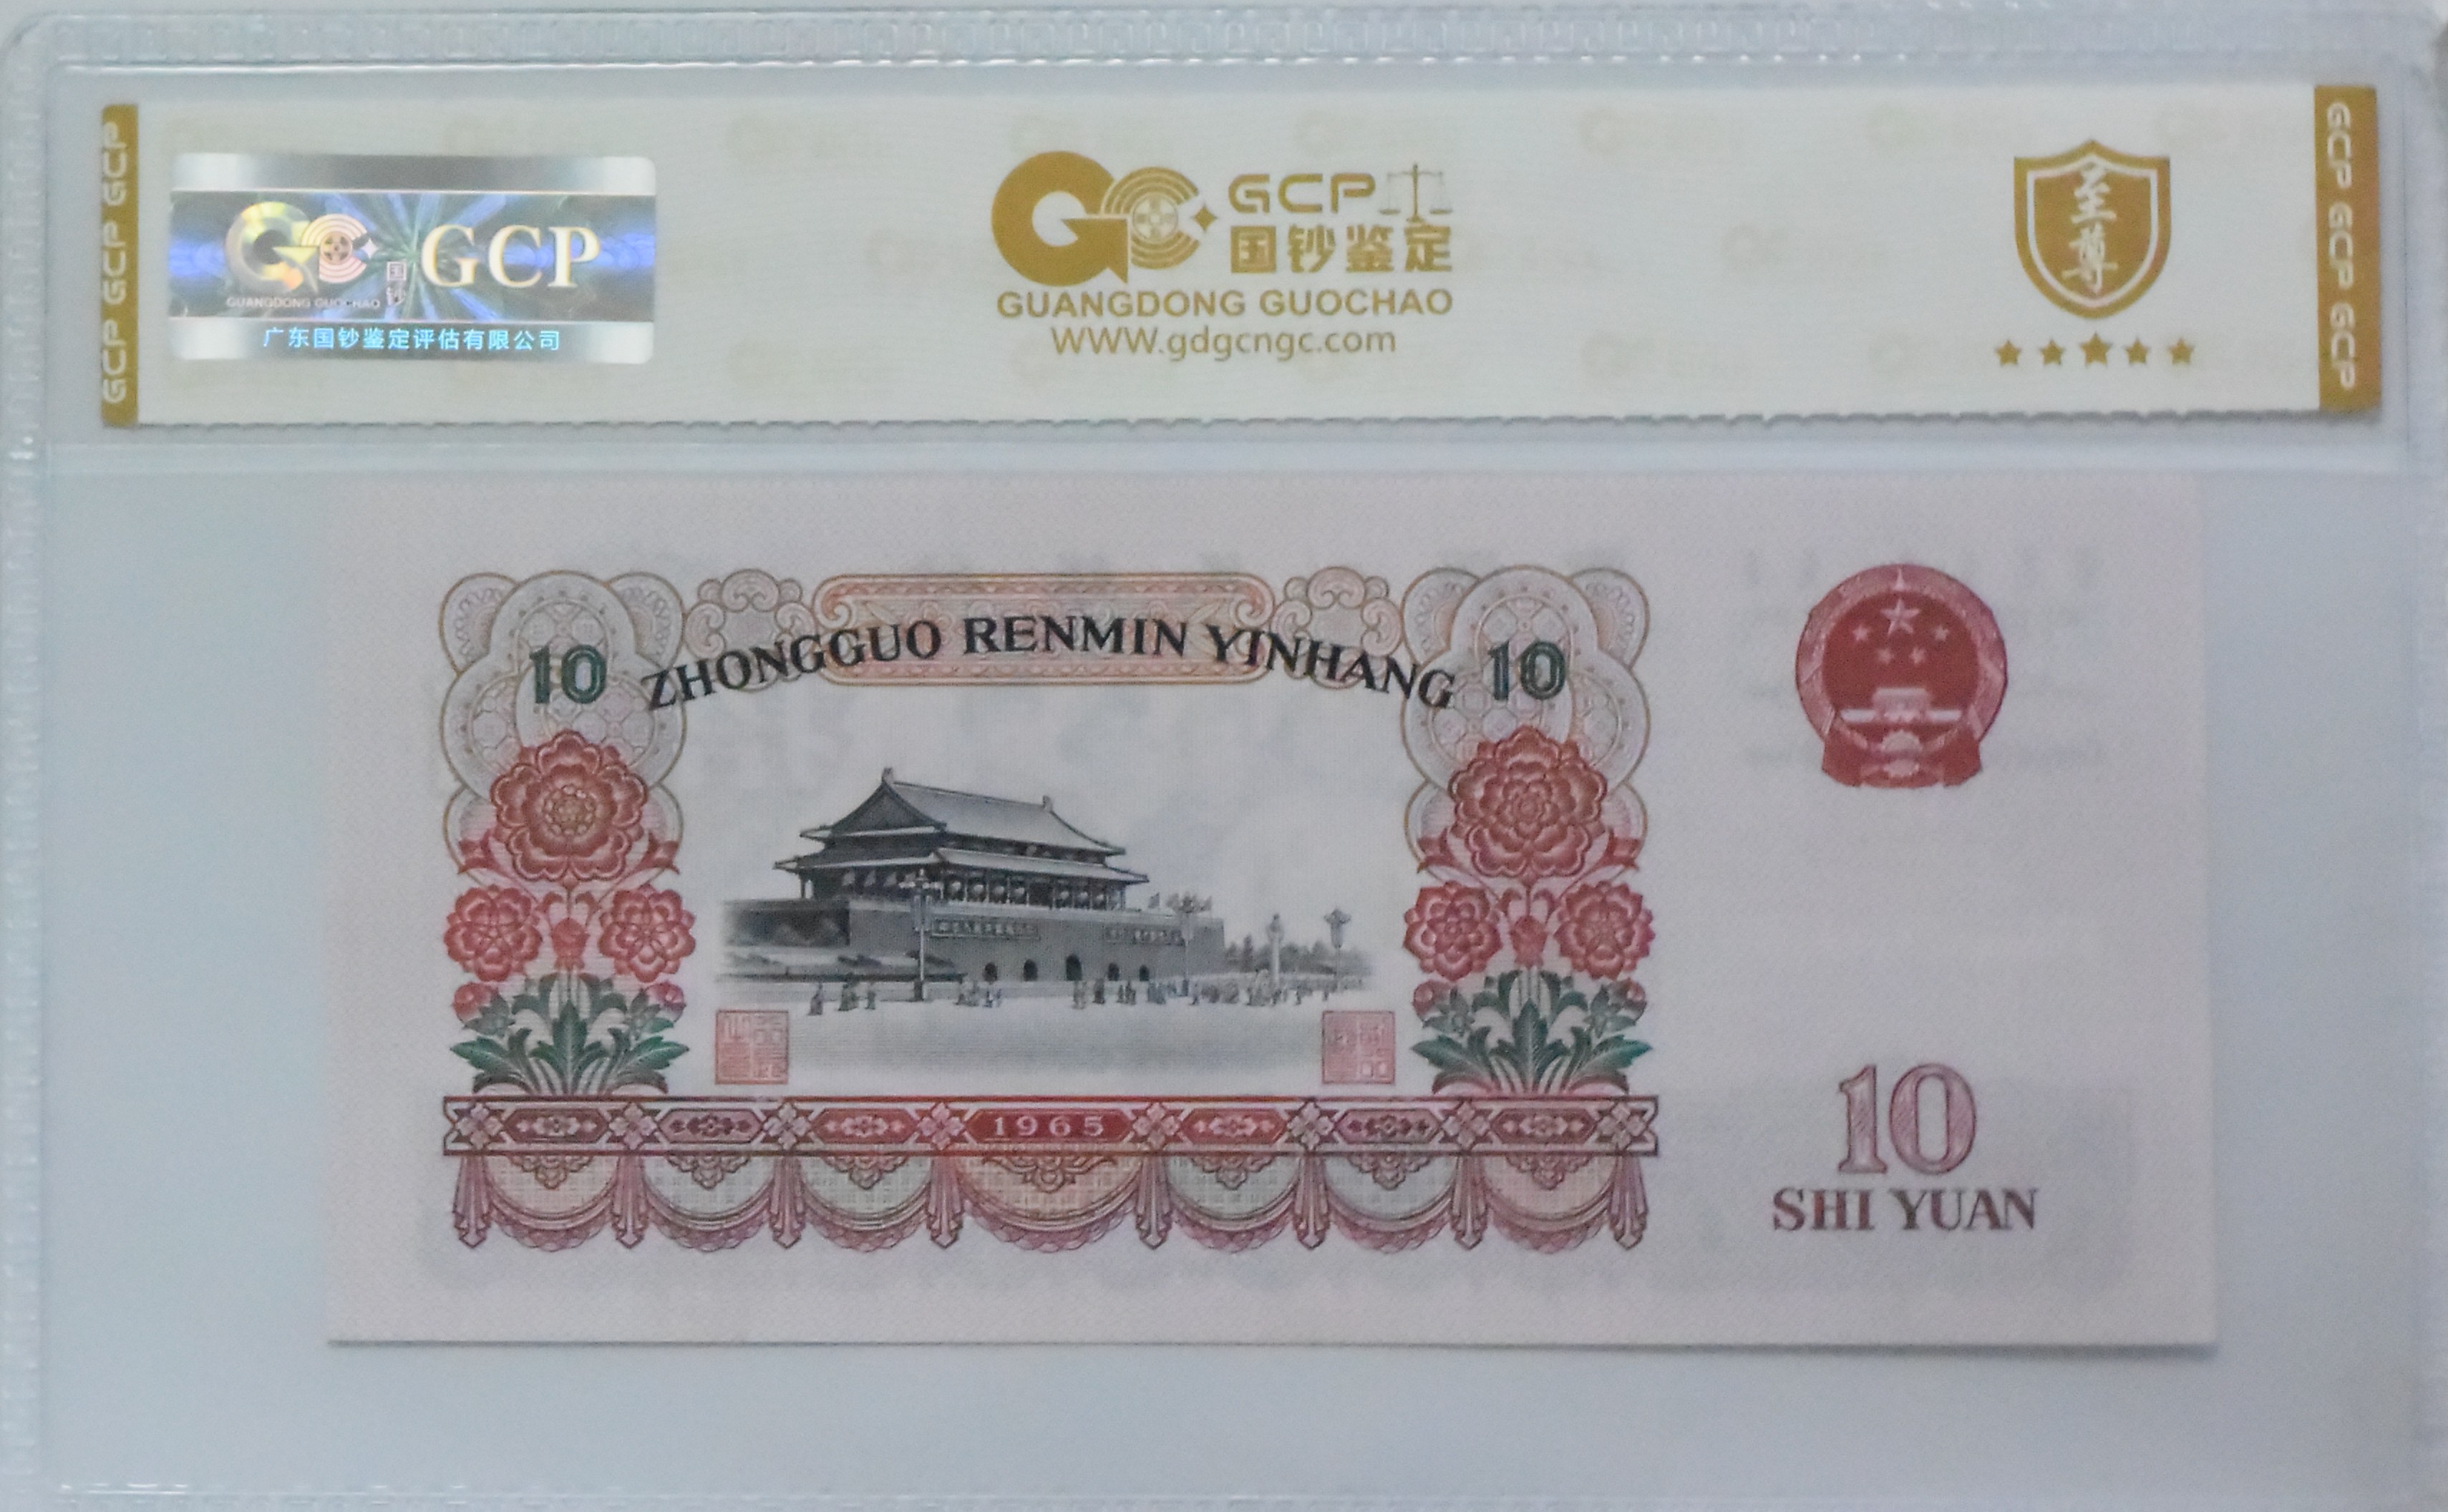 GCP GCP GCP
国钞
GCP
GUANGDONG GUOCHAO
广东国钞鉴定评估有限公司
GCP
国钞鉴定
GUANGDONG GUOCHAO
WWW.gdgcngc.com
至尊
GCP GCP GCP
10 ZHONGGUO RENMIN YINHANG 10
1965
10
SHI YUAN